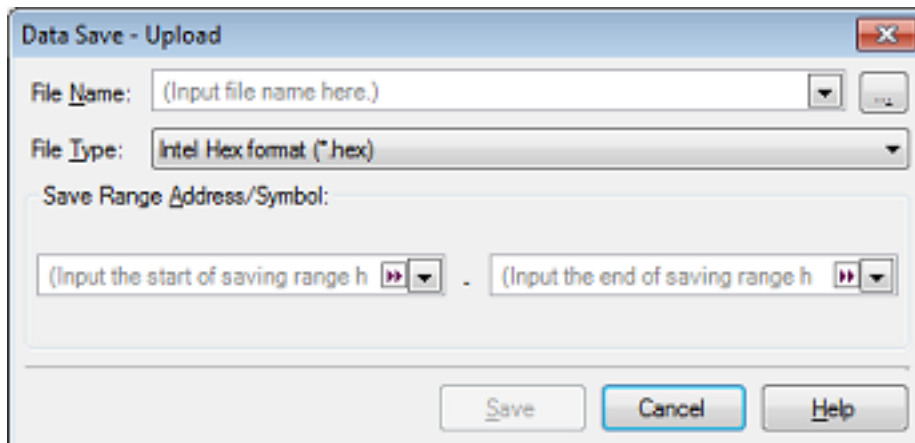 Data Save - Upload
File Name: (Input file name here.) ...
File Type: Intel Hex format (*.hex)
Save Range Address/Symbol:
(Input the start of saving range h - (Input the end of saving range h
Save Cancel Help